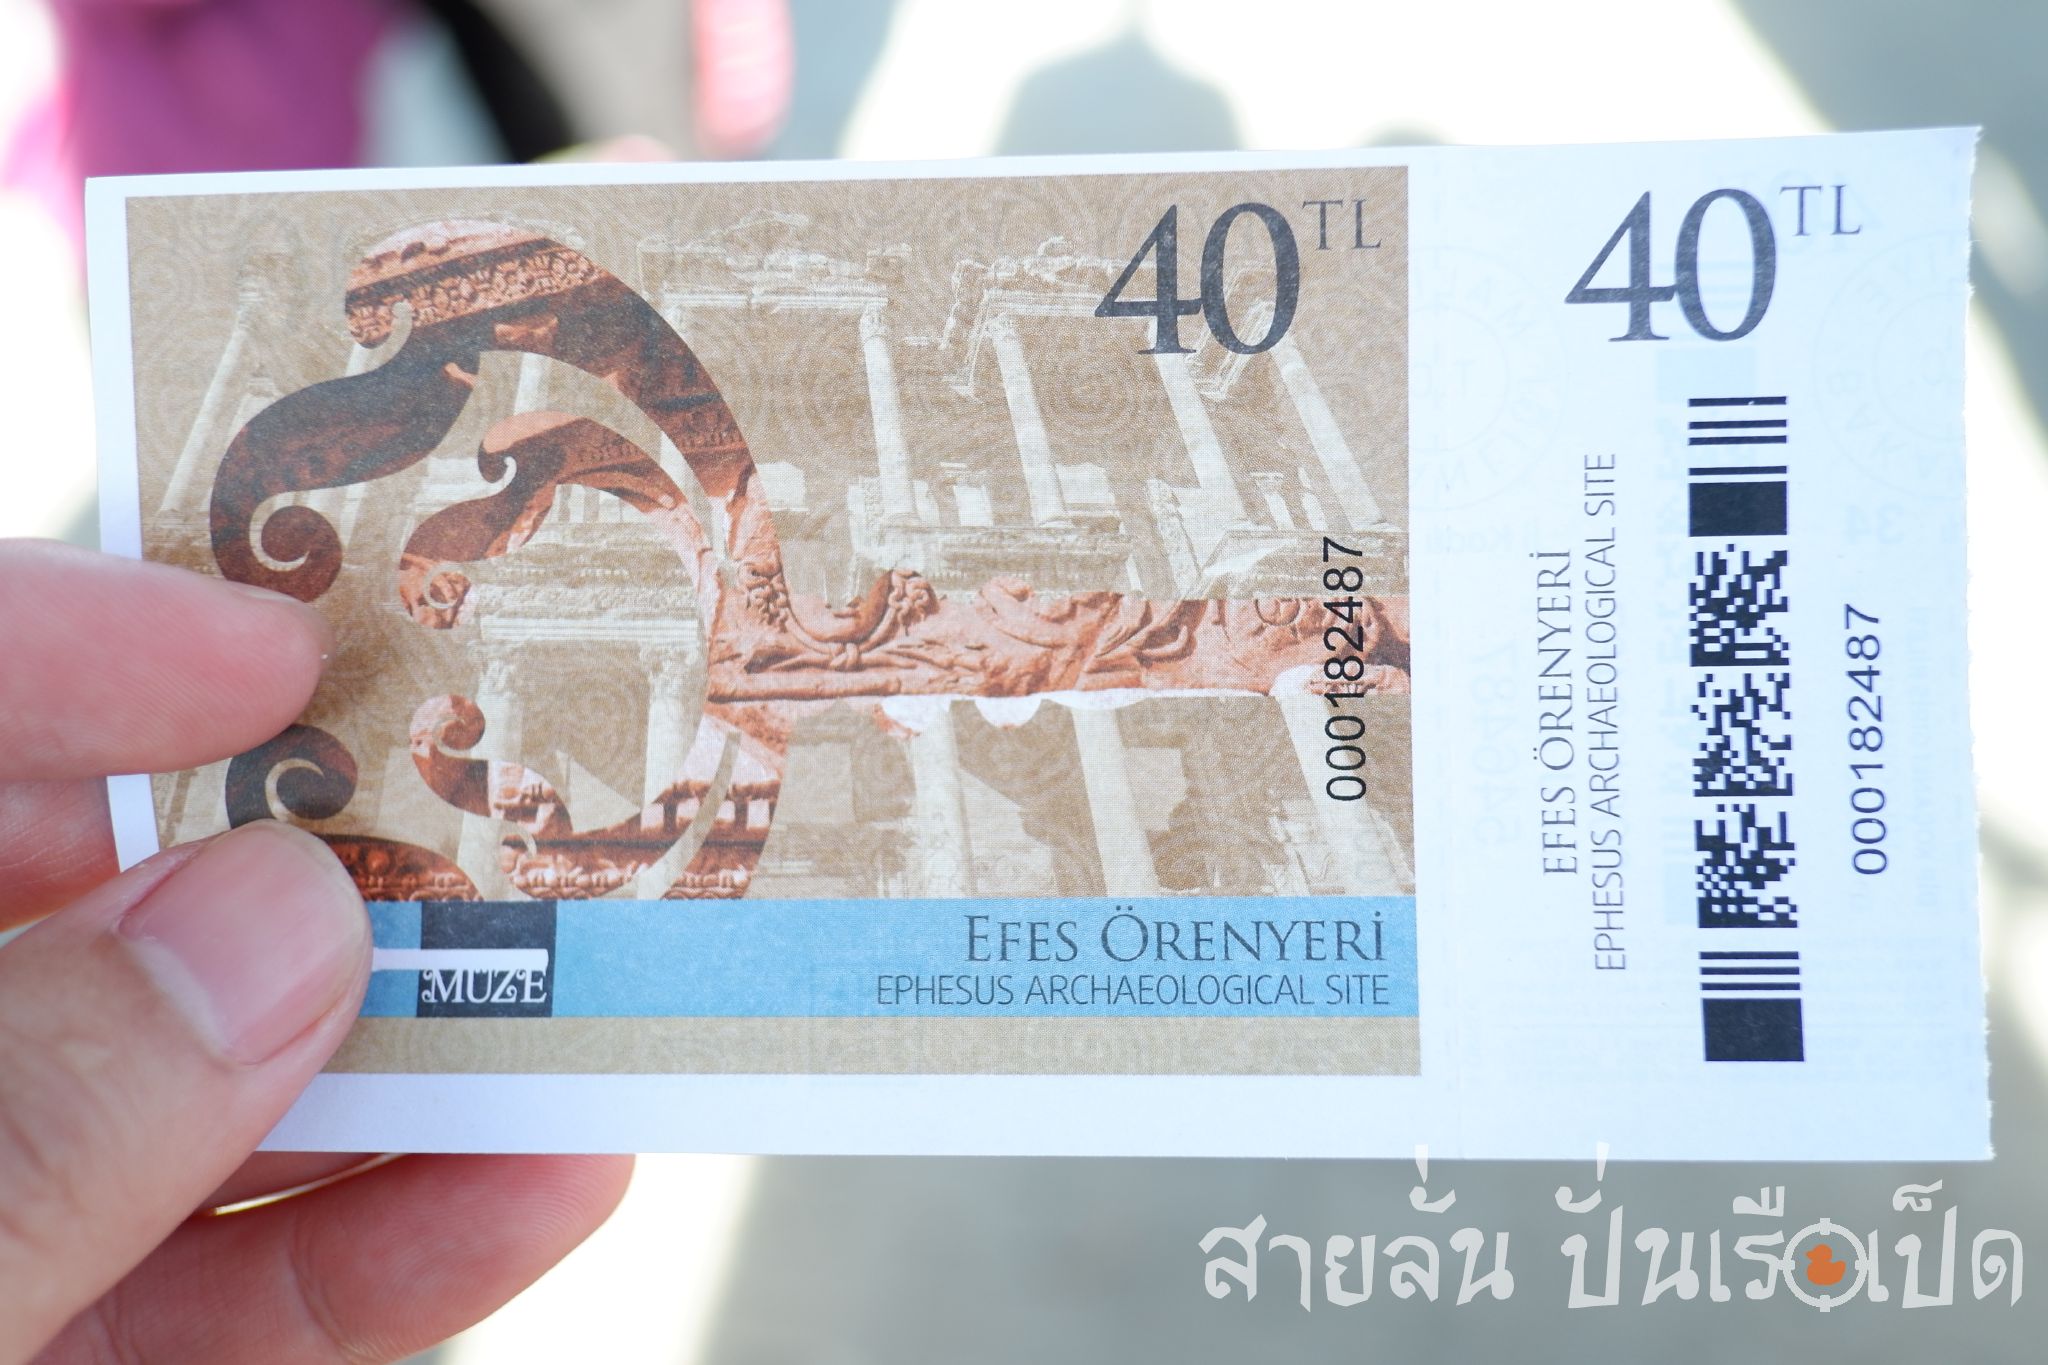 40 TL
000182487
MÜZE
EFES ÖRENYERİ
EPHESUS ARCHAEOLOGICAL SITE
40 TL
EFES ÖRENYERİ
EPHESUS ARCHAEOLOGICAL SITE
000182487
สายลั่น ปั่นเรือเป็ด